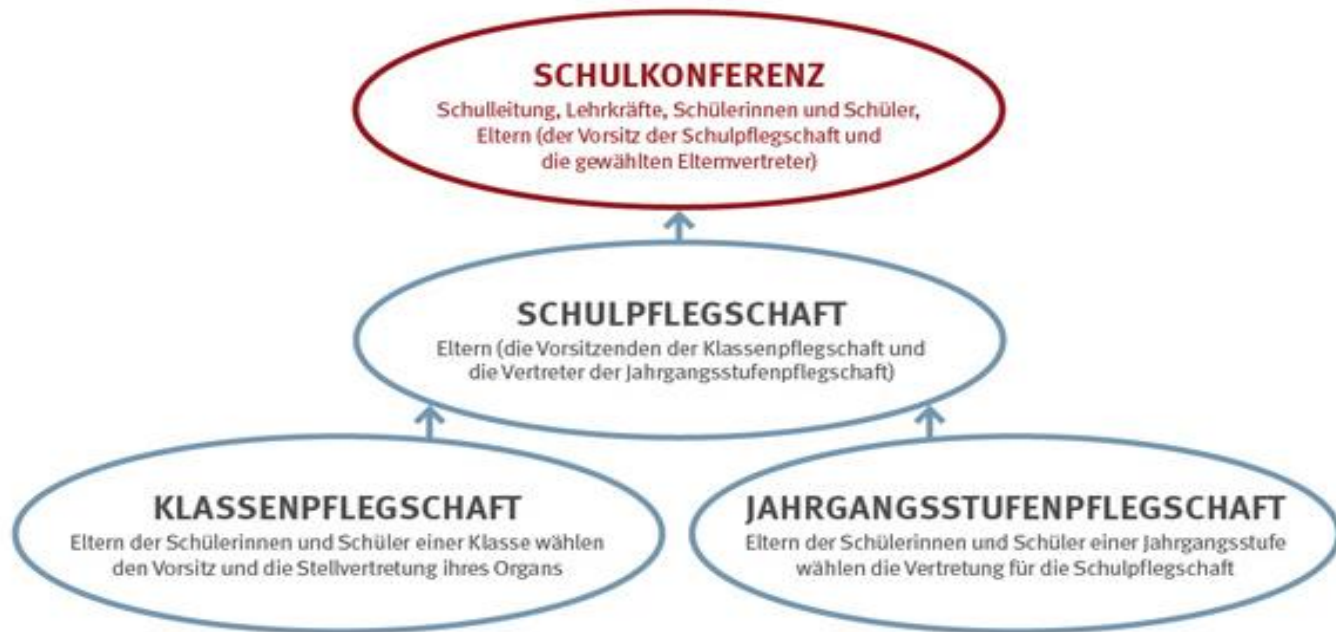 SCHULKONFERENZ
Schulleitung, Lehrkräfte, Schülerinnen und Schüler,
Eltern (der Vorsitz der Schulpflegschaft und
die gewählten Elternvertreter)
SCHULPFLEGSCHAFT
Eltern (die Vorsitzenden der Klassenpflegschaft und
die Vertreter der Jahrgangsstufenpflegschaft)
KLASSENPFLEGSCHAFT
Eltern der Schülerinnen und Schüler einer Klasse wählen
den Vorsitz und die Stellvertretung ihres Organs
JAHRGANGSSTUFENPFLEGSCHAFT
Eltern der Schülerinnen und Schüler einer Jahrgangsstufe
wählen die Vertretung für die Schulpflegschaft